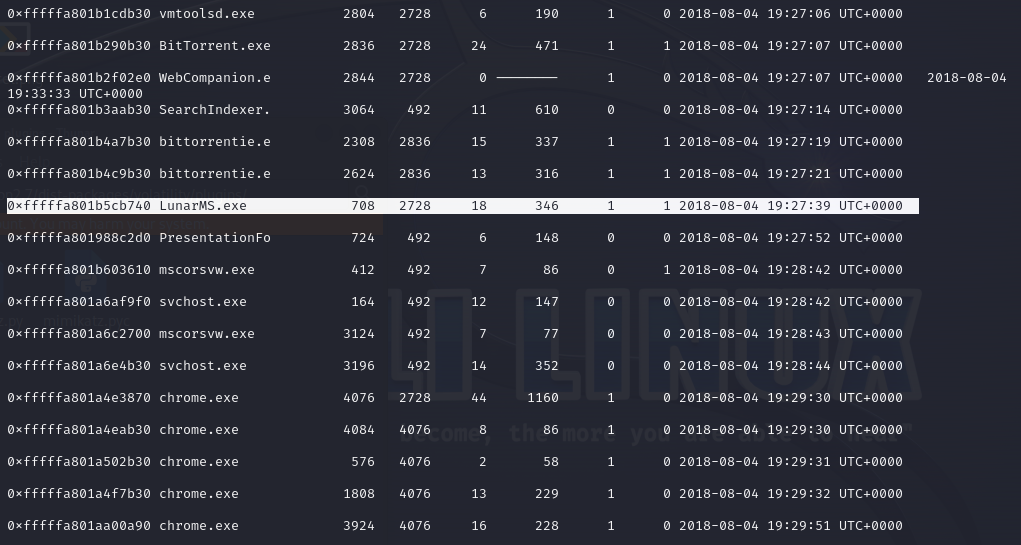 0×fffffa801b1cdb30 vmtoolsd.exe 2804 2728 6 190 1 0 2018-08-04 19:27:06 UTC+0000
0×fffffa801b290b30 BitTorrent.exe 2836 2728 24 471 1 1 2018-08-04 19:27:07 UTC+0000
0×fffffa801b2f02e0 WebCompanion.e 2844 2728 0 -------- 1 0 2018-08-04 19:27:07 UTC+0000 2018-08-04
19:33:33 UTC+0000
0×fffffa801b3aab30 SearchIndexer. 3064 492 11 610 0 0 2018-08-04 19:27:14 UTC+0000
0×fffffa801b4a7b30 bittorrentie.e 2308 2836 15 337 1 1 2018-08-04 19:27:19 UTC+0000
0×fffffa801b4c9b30 bittorrentie.e 2624 2836 13 316 1 1 2018-08-04 19:27:21 UTC+0000
0×fffffa801b5cb740 LunarMS.exe 708 2728 18 346 1 1 2018-08-04 19:27:39 UTC+0000
0×fffffa801988c2d0 PresentationFo 724 492 6 148 0 0 2018-08-04 19:27:52 UTC+0000
0×fffffa801b603610 mscorsvw.exe 412 492 7 86 0 1 2018-08-04 19:28:42 UTC+0000
0×fffffa801a6af9f0 svchost.exe 164 492 12 147 0 0 2018-08-04 19:28:42 UTC+0000
0×fffffa801a6c2700 mscorsvw.exe 3124 492 7 77 0 0 2018-08-04 19:28:43 UTC+0000
0×fffffa801a6e4b30 svchost.exe 3196 492 14 352 0 0 2018-08-04 19:28:44 UTC+0000
0×fffffa801a4e3870 chrome.exe 4076 2728 44 1160 1 0 2018-08-04 19:29:30 UTC+0000
0×fffffa801a4eab30 chrome.exe 4084 4076 8 86 1 0 2018-08-04 19:29:30 UTC+0000
0×fffffa801a502b30 chrome.exe 576 4076 2 58 1 0 2018-08-04 19:29:31 UTC+0000
0×fffffa801a4f7b30 chrome.exe 1808 4076 13 229 1 0 2018-08-04 19:29:32 UTC+0000
0×fffffa801aa00a90 chrome.exe 3924 4076 16 228 1 0 2018-08-04 19:29:51 UTC+0000
LI LINUX
become, the more you are able to hear"